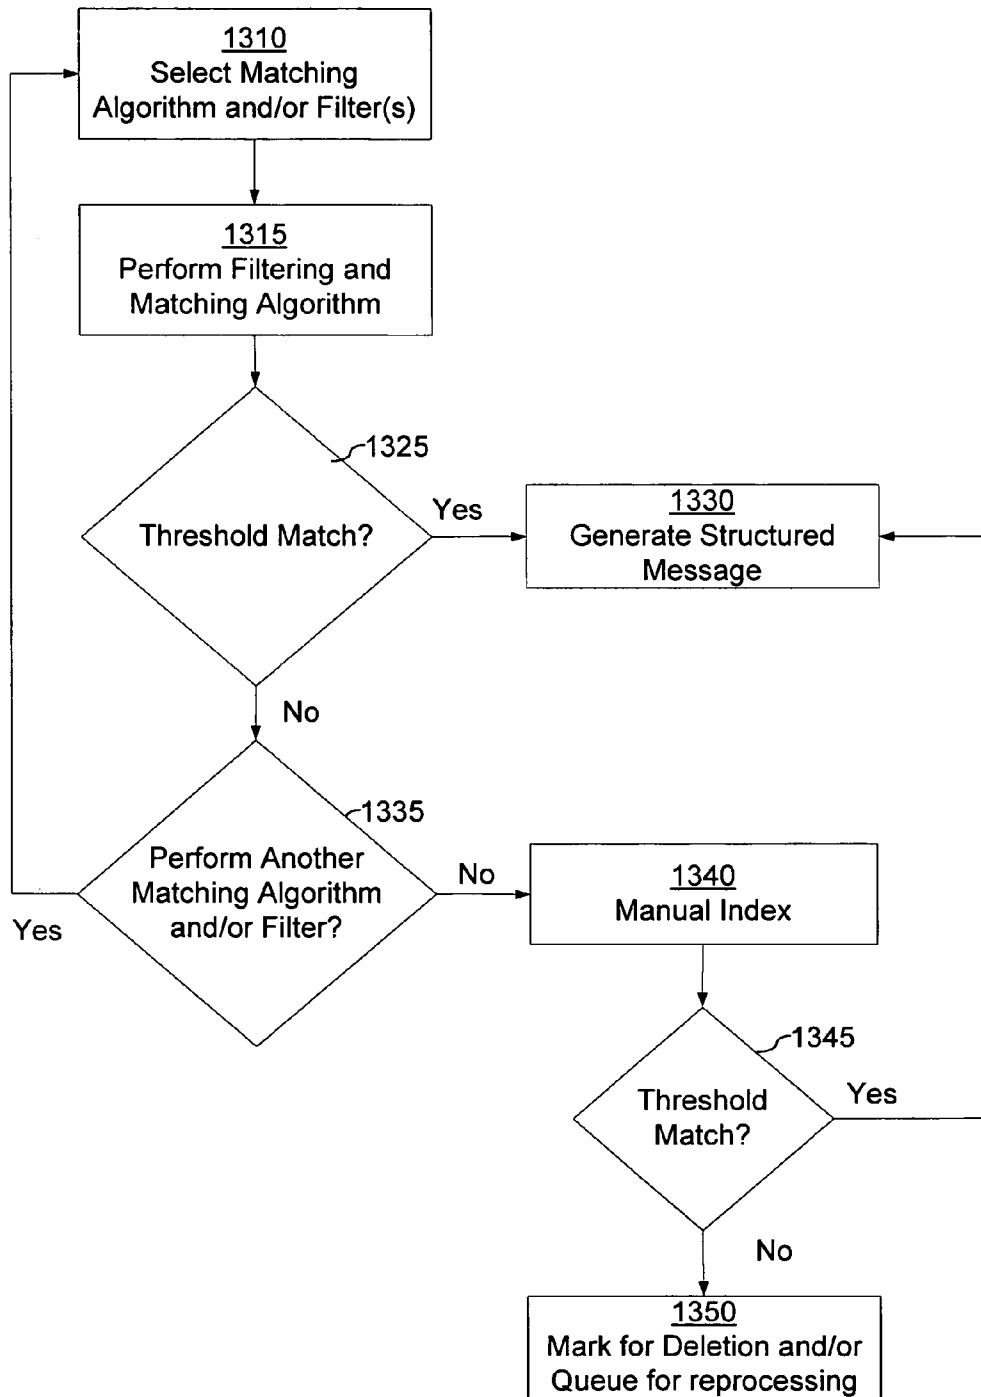 1310
Select Matching
Algorithm and/or Filter(s)
1315
Perform Filtering and
Matching Algorithm
1325
Threshold Match?
Yes
1330
Generate Structured
Message
No
1335
Perform Another
Matching Algorithm
and/or Filter?
Yes
No
1340
Manual Index
1345
Threshold
Match?
Yes
No
1350
Mark for Deletion and/or
Queue for reprocessing